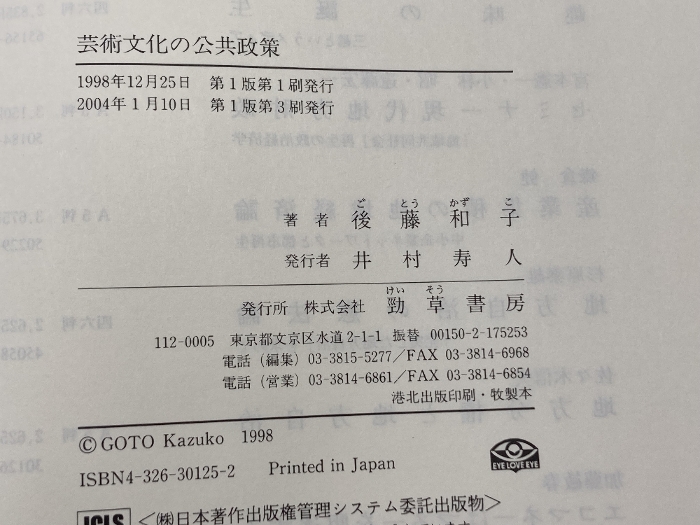 芸術文化の公共政策
1998年12月25日 第1版第1刷発行
2004年1月10日 第1版第3刷発行
ご とう かず こ
著者 後藤和子
発行者 井村寿人
けい そう
発行所 株式会社 勁草書房
112-0005 東京都文京区水道2-1-1 振替 00150-2-175253
電話(編集)03-3815-5277/FAX 03-3814-6968
電話(営業)03-3814-6861/FAX 03-3814-6854
港北出版印刷・牧製本
©GOTO Kazuko 1998
ISBN4-326-30125-2 Printed in Japan
EYE LOVE EYE
JCLS <㈱日本著作出版権管理システム委託出版物>